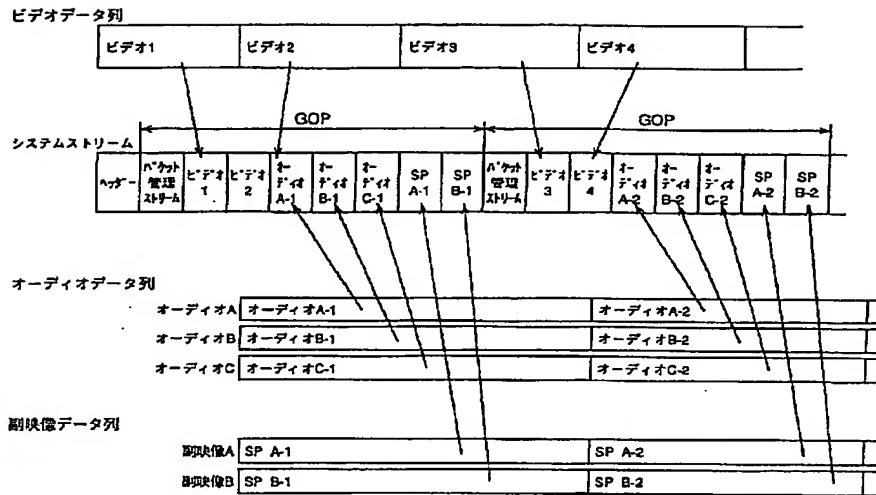 ビデオデータ列
ビデオ1 ビデオ2 ビデオ3 ビデオ4
GOP GOP
システムストリーム
ヘッダー パケット管理ストリーム ビデオ1 ビデオ2 オーディオA-1 オーディオB-1 オーディオC-1 SP A-1 SP B-1 パケット管理ストリーム ビデオ3 ビデオ4 オーディオA-2 オーディオB-2 オーディオC-2 SP A-2 SP B-2
オーディオデータ列
オーディオA オーディオA-1 オーディオA-2
オーディオB オーディオB-1 オーディオB-2
オーディオC オーディオC-1 オーディオC-2
副映像データ列
副映像A SP A-1 SP A-2
副映像B SP B-1 SP B-2